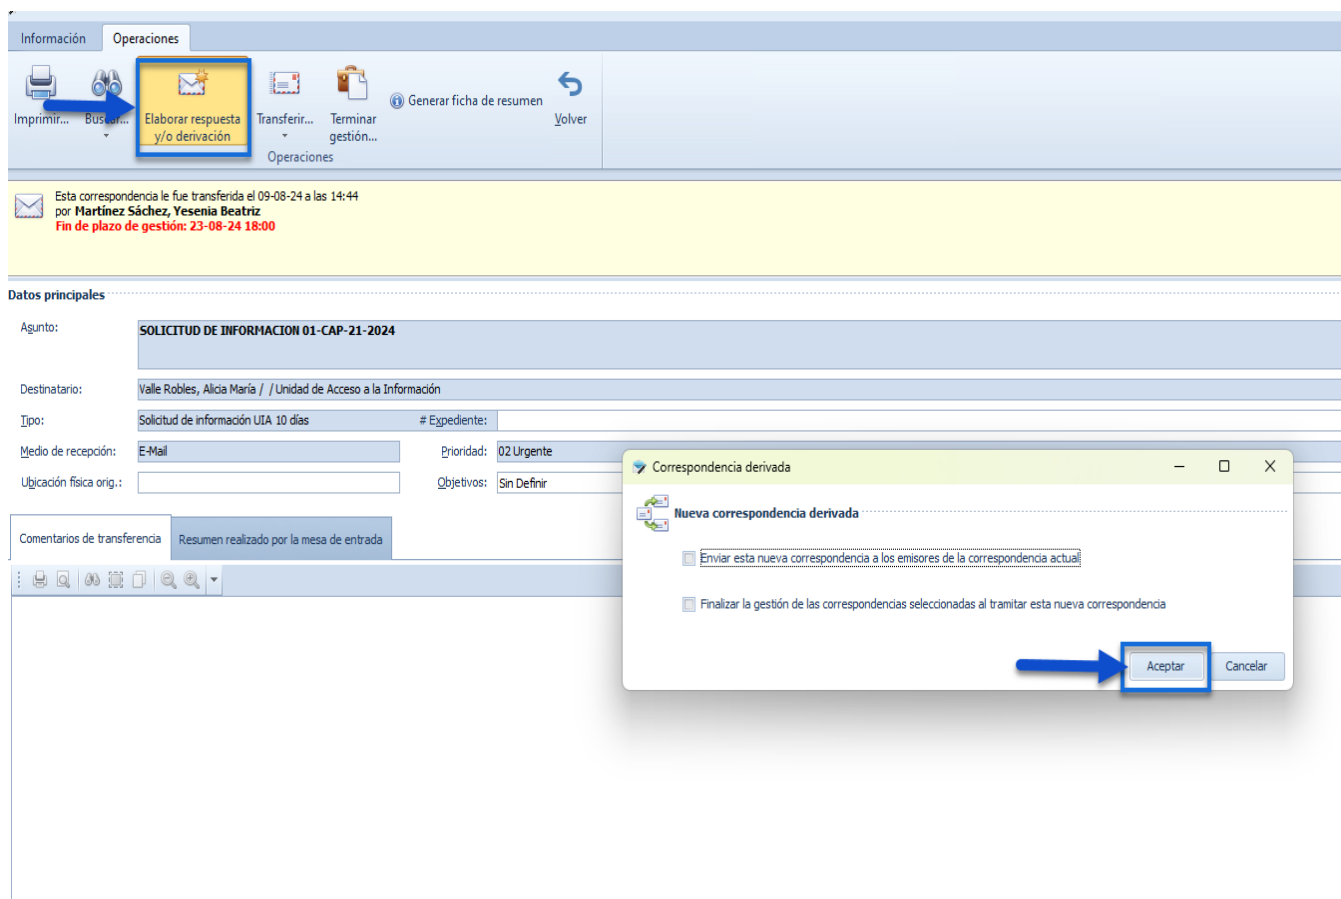 Información
Operaciones
Imprimir...
Elaborar respuesta
y/o derivación
Transferir...
Terminar
gestión...
Generar ficha de resumen
Volver
Operaciones
Esta correspondencia le fue transferida el 09-08-24 a las 14:44
por Martínez Sáchez, Yesenia Beatriz
Fin de plazo de gestión: 23-08-24 18:00
Datos principales
Asunto:
SOLICITUD DE INFORMACION 01-CAP-21-2024
Destinatario:
Valle Robles, Alicia María / / Unidad de Acceso a la Información
Tipo:
Solicitud de información UIA 10 días
# Expediente:
Medio de recepción:
E-Mail
Prioridad:
02 Urgente
Ubicación física orig.:
Objetivos:
Sin Definir
Comentarios de transferencia
Resumen realizado por la mesa de entrada
Correspondencia derivada
Nueva correspondencia derivada
Enviar esta nueva correspondencia a los emisores de la correspondencia actual
Finalizar la gestión de las correspondencias seleccionadas al tramitar esta nueva correspondencia
Aceptar
Cancelar